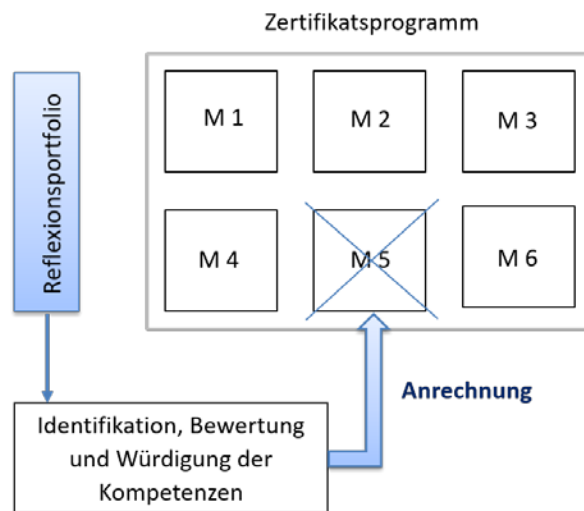 Zertifikatsprogramm
Reflexionsportfolio
M 1
M 2
M 3
M 4
M 5
M 6
Anrechnung
Identifikation, Bewertung
und Würdigung der
Kompetenzen